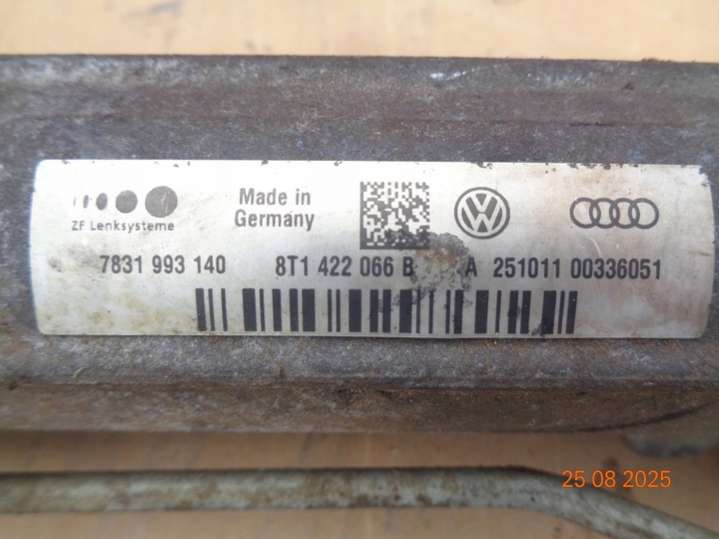 ZF Lenksysteme
Made in
Germany
7831 993 140 8T1 422 066 B A 251011 00336051
25 08 2025